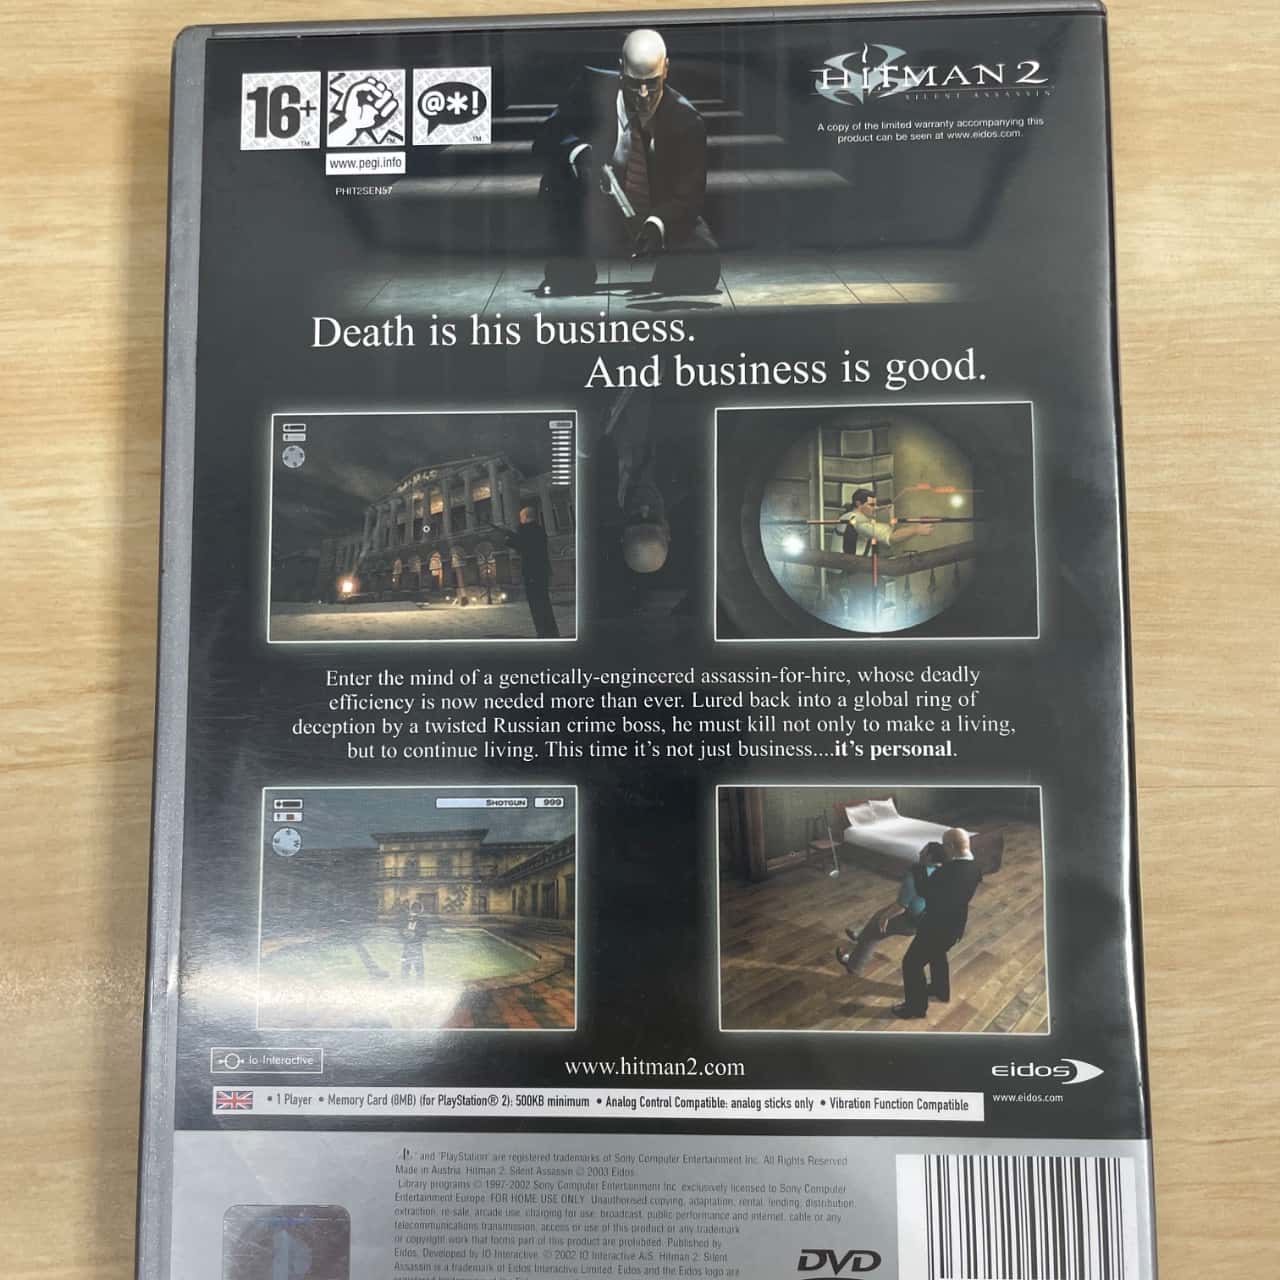 16+
TM
TM
@*!
TM
www.pegi.info
PHIT2SEN57
HITMAN 2
SILENT ASSASSIN
A copy of the limited warranty accompanying this
product can be seen at www.eidos.com.
Death is his business.
And business is good.
Enter the mind of a genetically-engineered assassin-for-hire, whose deadly
efficiency is now needed more than ever. Lured back into a global ring of
deception by a twisted Russian crime boss, he must kill not only to make a living,
but to continue living. This time it's not just business....it's personal.
SHOTGUN 999
Io-Interactive
www.hitman2.com
eidos
www.eidos.com
• 1 Player • Memory Card (8MB) (for PlayStation® 2): 500KB minimum • Analog Control Compatible: analog sticks only • Vibration Function Compatible
" and "PlayStation" are registered trademarks of Sony Computer Entertainment Inc. All Rights Reserved
Made in Austria. Hitman 2: Silent Assassin © 2003 Eidos.
Library programs © 1997-2002 Sony Computer Entertainment Inc. exclusively licensed to Sony Computer
Entertainment Europe. FOR HOME USE ONLY. Unauthorised copying, adaptation, rental, lending, distribution,
extraction, re-sale, arcade use, charging for use, broadcast, public performance and internet, cable or any
telecommunications transmission, access or use of this product or any trademark
or copyright work that forms part of this product are prohibited. Published by
Eidos. Developed by IO Interactive. © 2002 IO Interactive A/S. Hitman 2: Silent
Assassin is a trademark of Eidos Interactive Limited. Eidos and the Eidos logo are
DVD